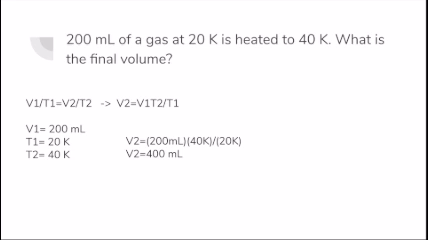 200 mL of a gas at 20 K is heated to 40 K. What is
the final volume?
V1/T1=V2/T2 -> V2=V1T2/T1
V1= 200 mL
T1= 20 K
T2= 40 K
V2=(200mL)(40K)/(20K)
V2=400 mL